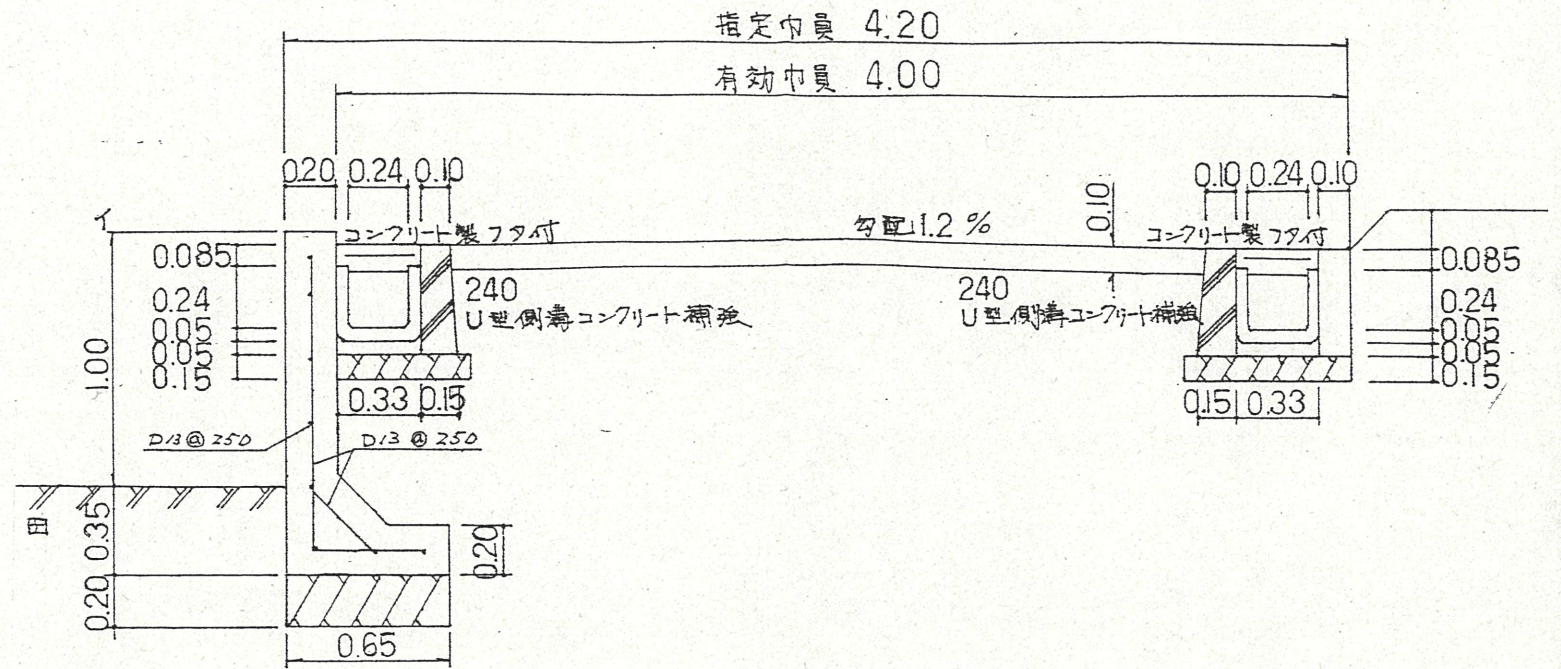 指定巾員 4.20
有効巾員 4.00
0.20 0.24 0.10
0.10 0.24 0.10
イ
コンクリート製フタ付
勾配 1.2 %
0.10
コンクリート製フタ付
0.085
0.24
0.05
0.05
0.15
1.00
240
U型側溝コンクリート補強
240
U型側溝コンクリート補強
0.085
0.24
0.05
0.05
0.15
0.33 0.15
0.15 0.33
D13@250
D13@250
田
0.35
0.20
0.20
0.65